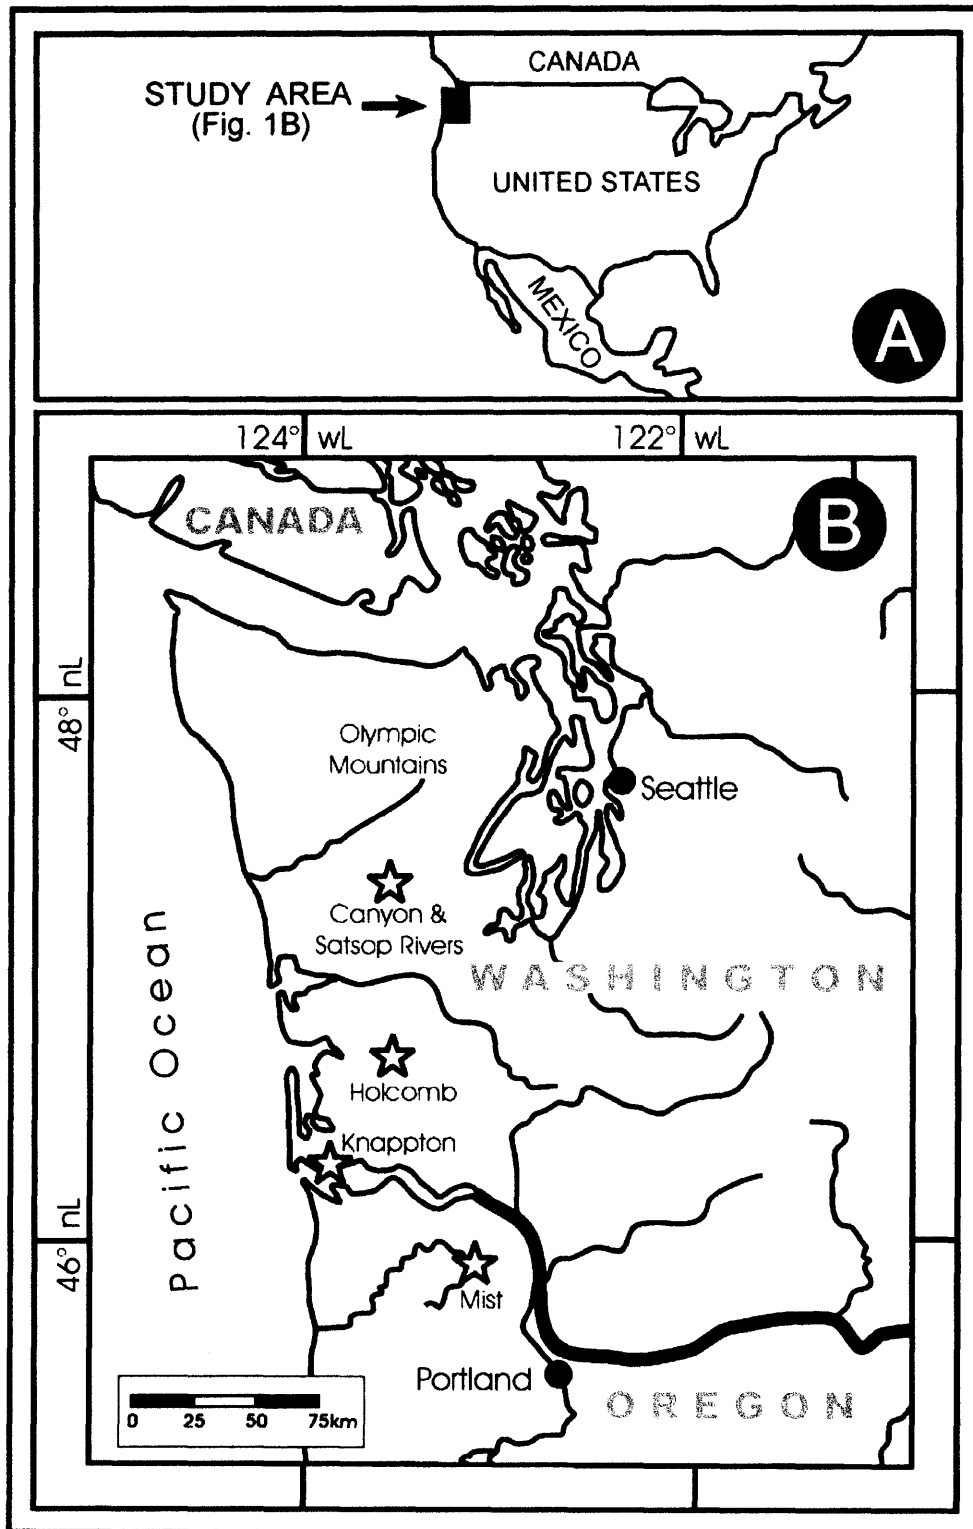 CANADA
STUDY AREA
(Fig. 1B)
UNITED STATES
MEXICO
A
124° wL
122° wL
B
CANADA
48° nL
Olympic
Mountains
Seattle
Canyon &
Satsop Rivers
WASHINGTON
Pacific Ocean
Holcomb
Knappton
46° nL
Mist
Portland
OREGON
0 25 50 75km